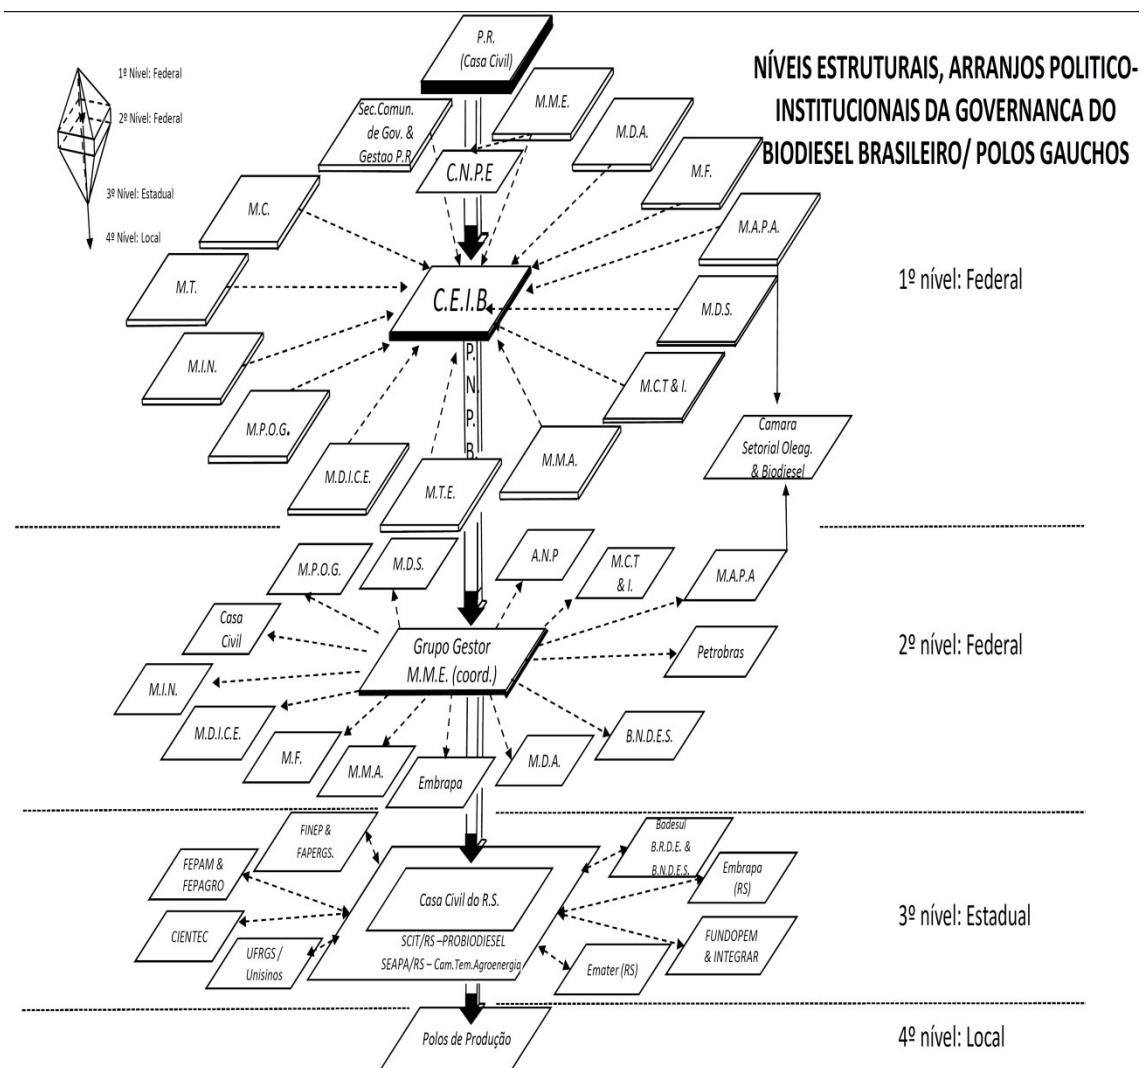 NÍVEIS ESTRUTURAIS, ARRANJOS POLITICO-
INSTITUCIONAIS DA GOVERNANCA DO
BIODIESEL BRASILEIRO/ POLOS GAUCHOS
1º Nível: Federal
2º Nível: Federal
3º Nível: Estadual
4º Nível: Local
P.R.
(Casa Civil)
Sec.Comun.
de Gov. &
Gestao P.R
M.M.E.
M.D.A.
C.N.P.E
M.F.
M.C.
M.A.P.A.
1º nível: Federal
M.T.
C.E.I.B.
M.D.S.
M.I.N.
P.
N.
P.
B.
M.C.T & I.
M.P.O.G.
Camara
Setorial Oleag.
& Biodiesel
M.D.I.C.E.
M.T.E.
M.M.A.
M.P.O.G.
M.D.S.
A.N.P
M.C.T
& I.
M.A.P.A
Casa
Civil
Grupo Gestor
M.M.E. (coord.)
Petrobras
2º nível: Federal
M.I.N.
M.D.I.C.E.
M.F.
M.M.A.
Embrapa
M.D.A.
B.N.D.E.S.
FINEP &
FAPERGS.
Badesul
B.R.D.E. &
B.N.D.E.S.
FEPAM &
FEPAGRO
Embrapa
(RS)
Casa Civil do R.S.
3º nível: Estadual
CIENTEC
SCIT/RS –PROBIODIESEL
SEAPA/RS – Cam.Tem.Agroenergia
FUNDOPEM
& INTEGRAR
UFRGS /
Unisinos
Emater (RS)
Polos de Produção
4º nível: Local